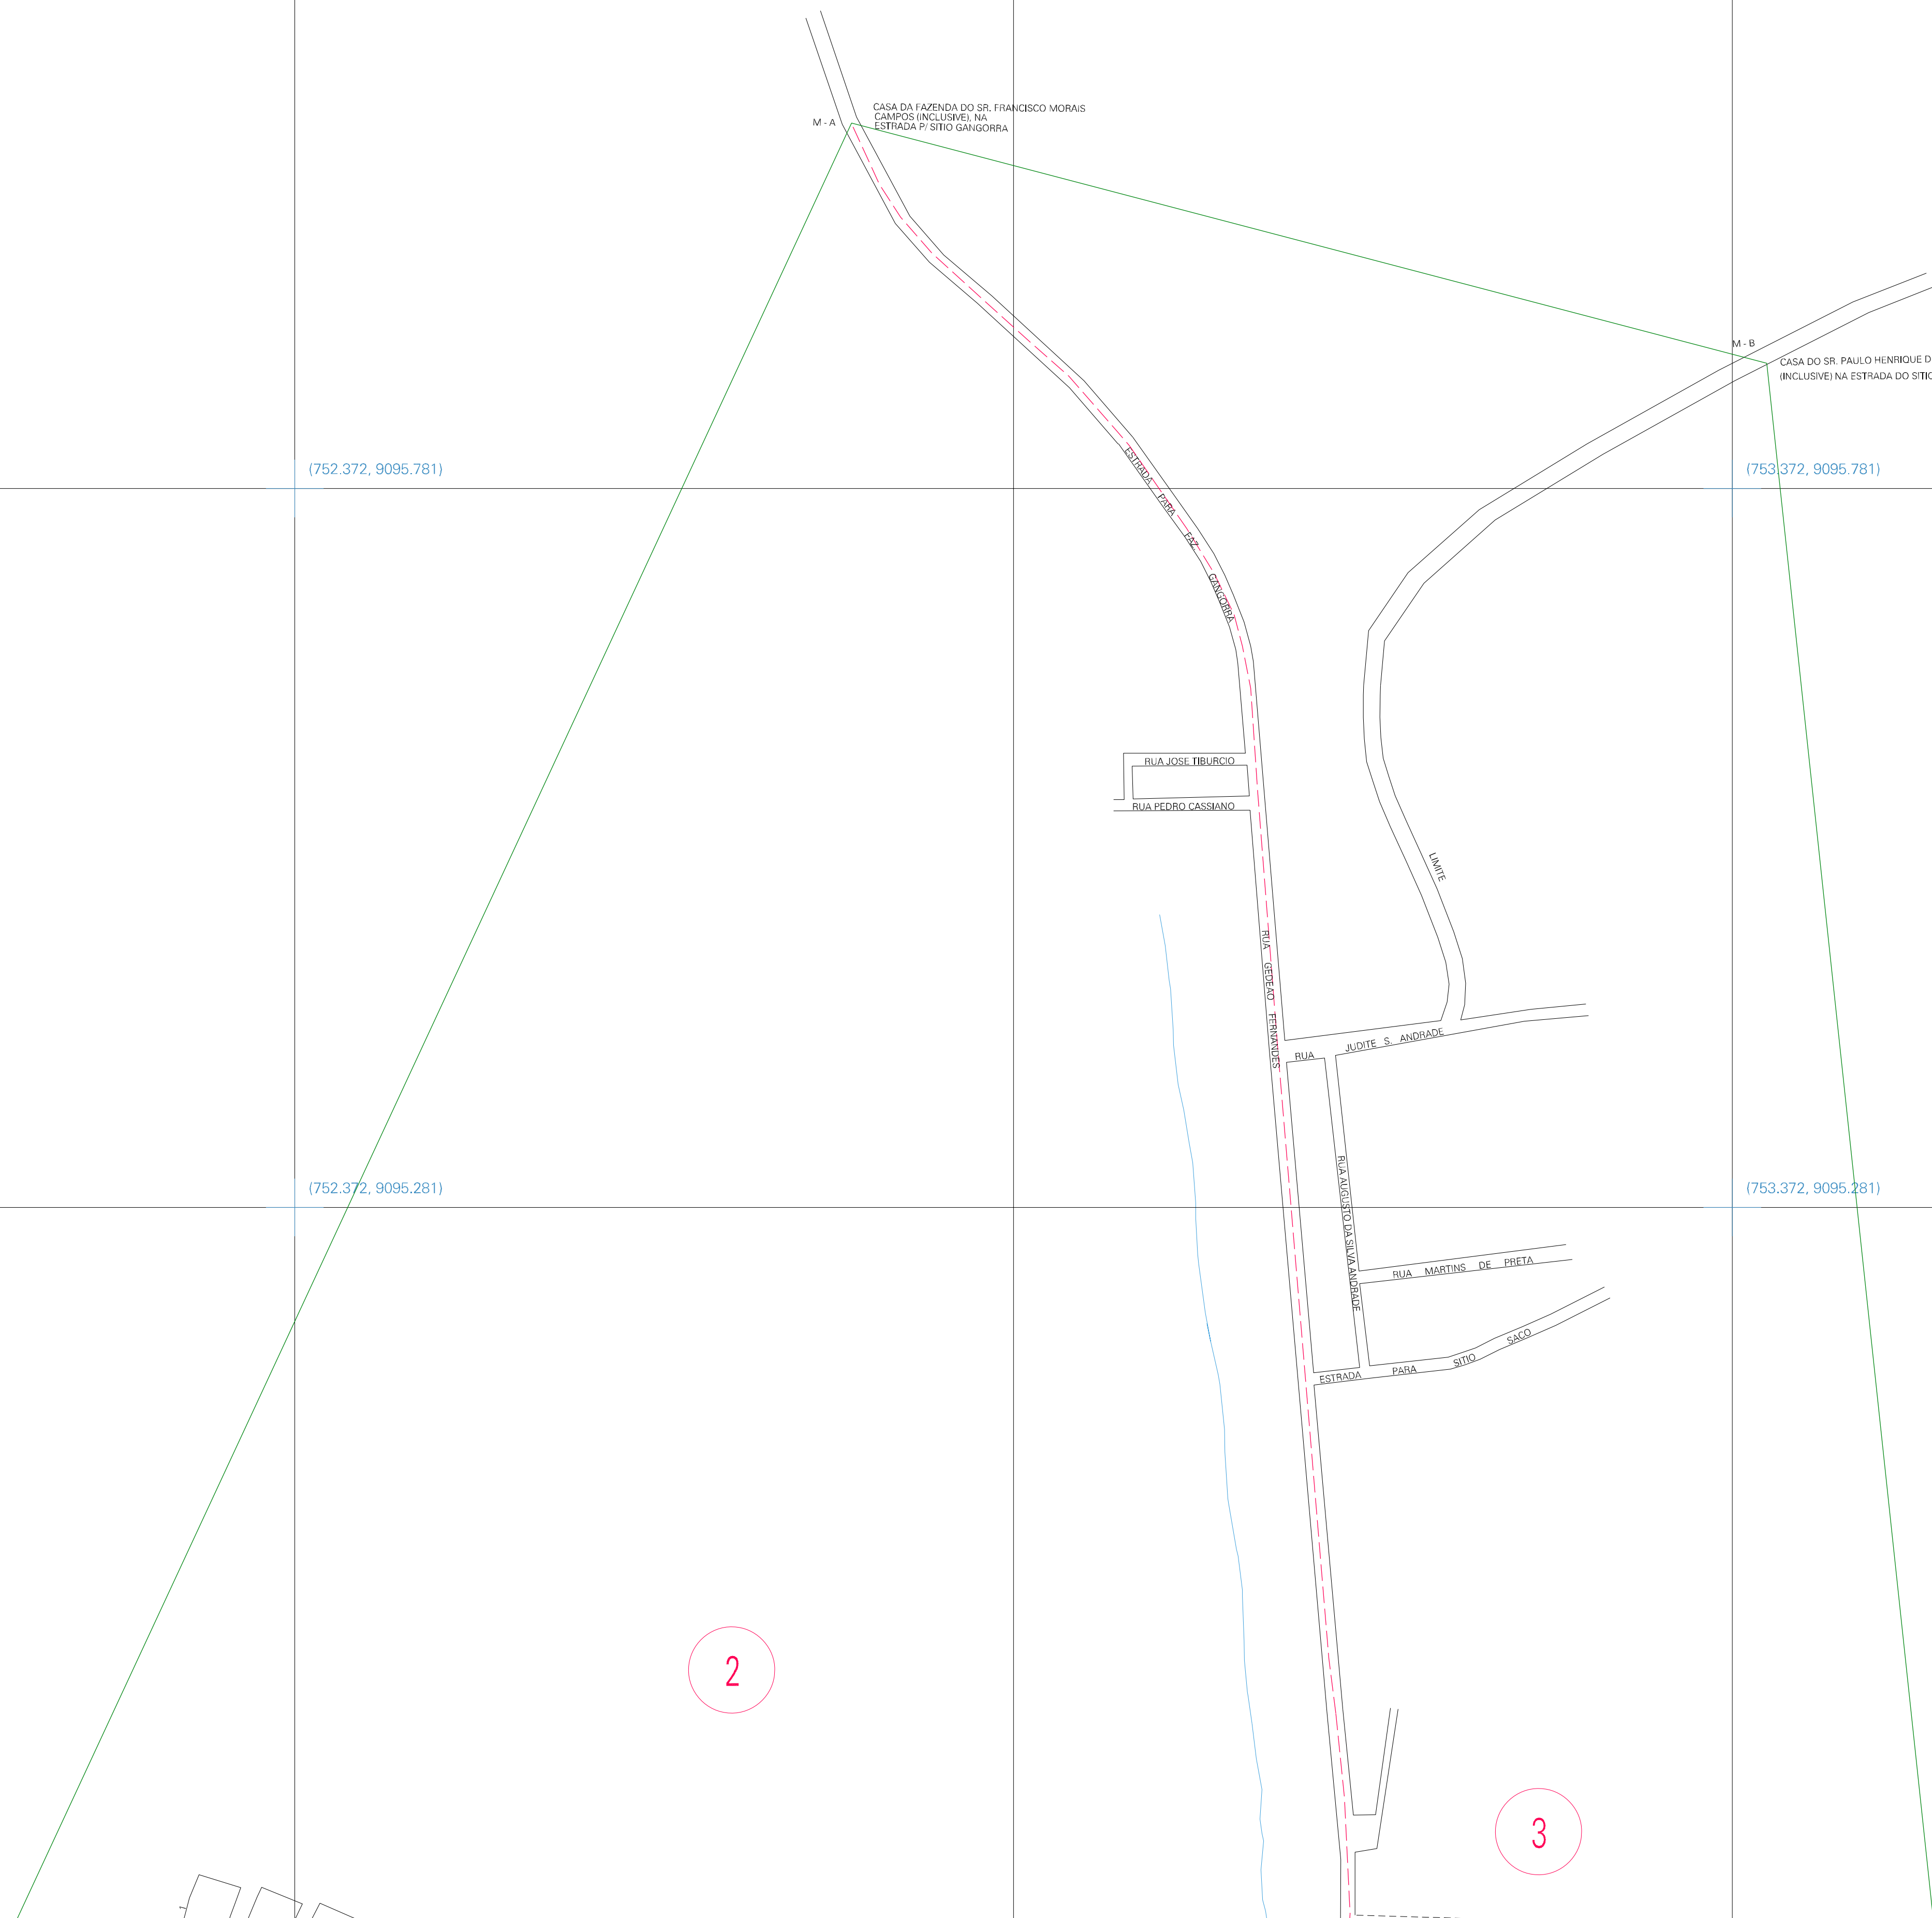 CASA DA FAZENDA DO SR. FRANCISCO MORAIS
CAMPOS (INCLUSIVE), NA
ESTRADA P/ SITIO GANGORRA
M - A
M - B
CASA DO SR. PAULO HENRIQUE D
(INCLUSIVE) NA ESTRADA DO SITIO
(752.372, 9095.781)
(753.372, 9095.781)
ESTRADA PARA FAZ. GANGORRA
RUA JOSE TIBURCIO
RUA PEDRO CASSIANO
LIMITE
RUA GEDEAO FERNANDES
RUA JUDITE S. ANDRADE
RUA AUGUSTO DA SILVA ANDRADE
(752.372, 9095.281)
(753.372, 9095.281)
RUA MARTINS DE PRETA
ESTRADA PARA SITIO SACO
2
3
1